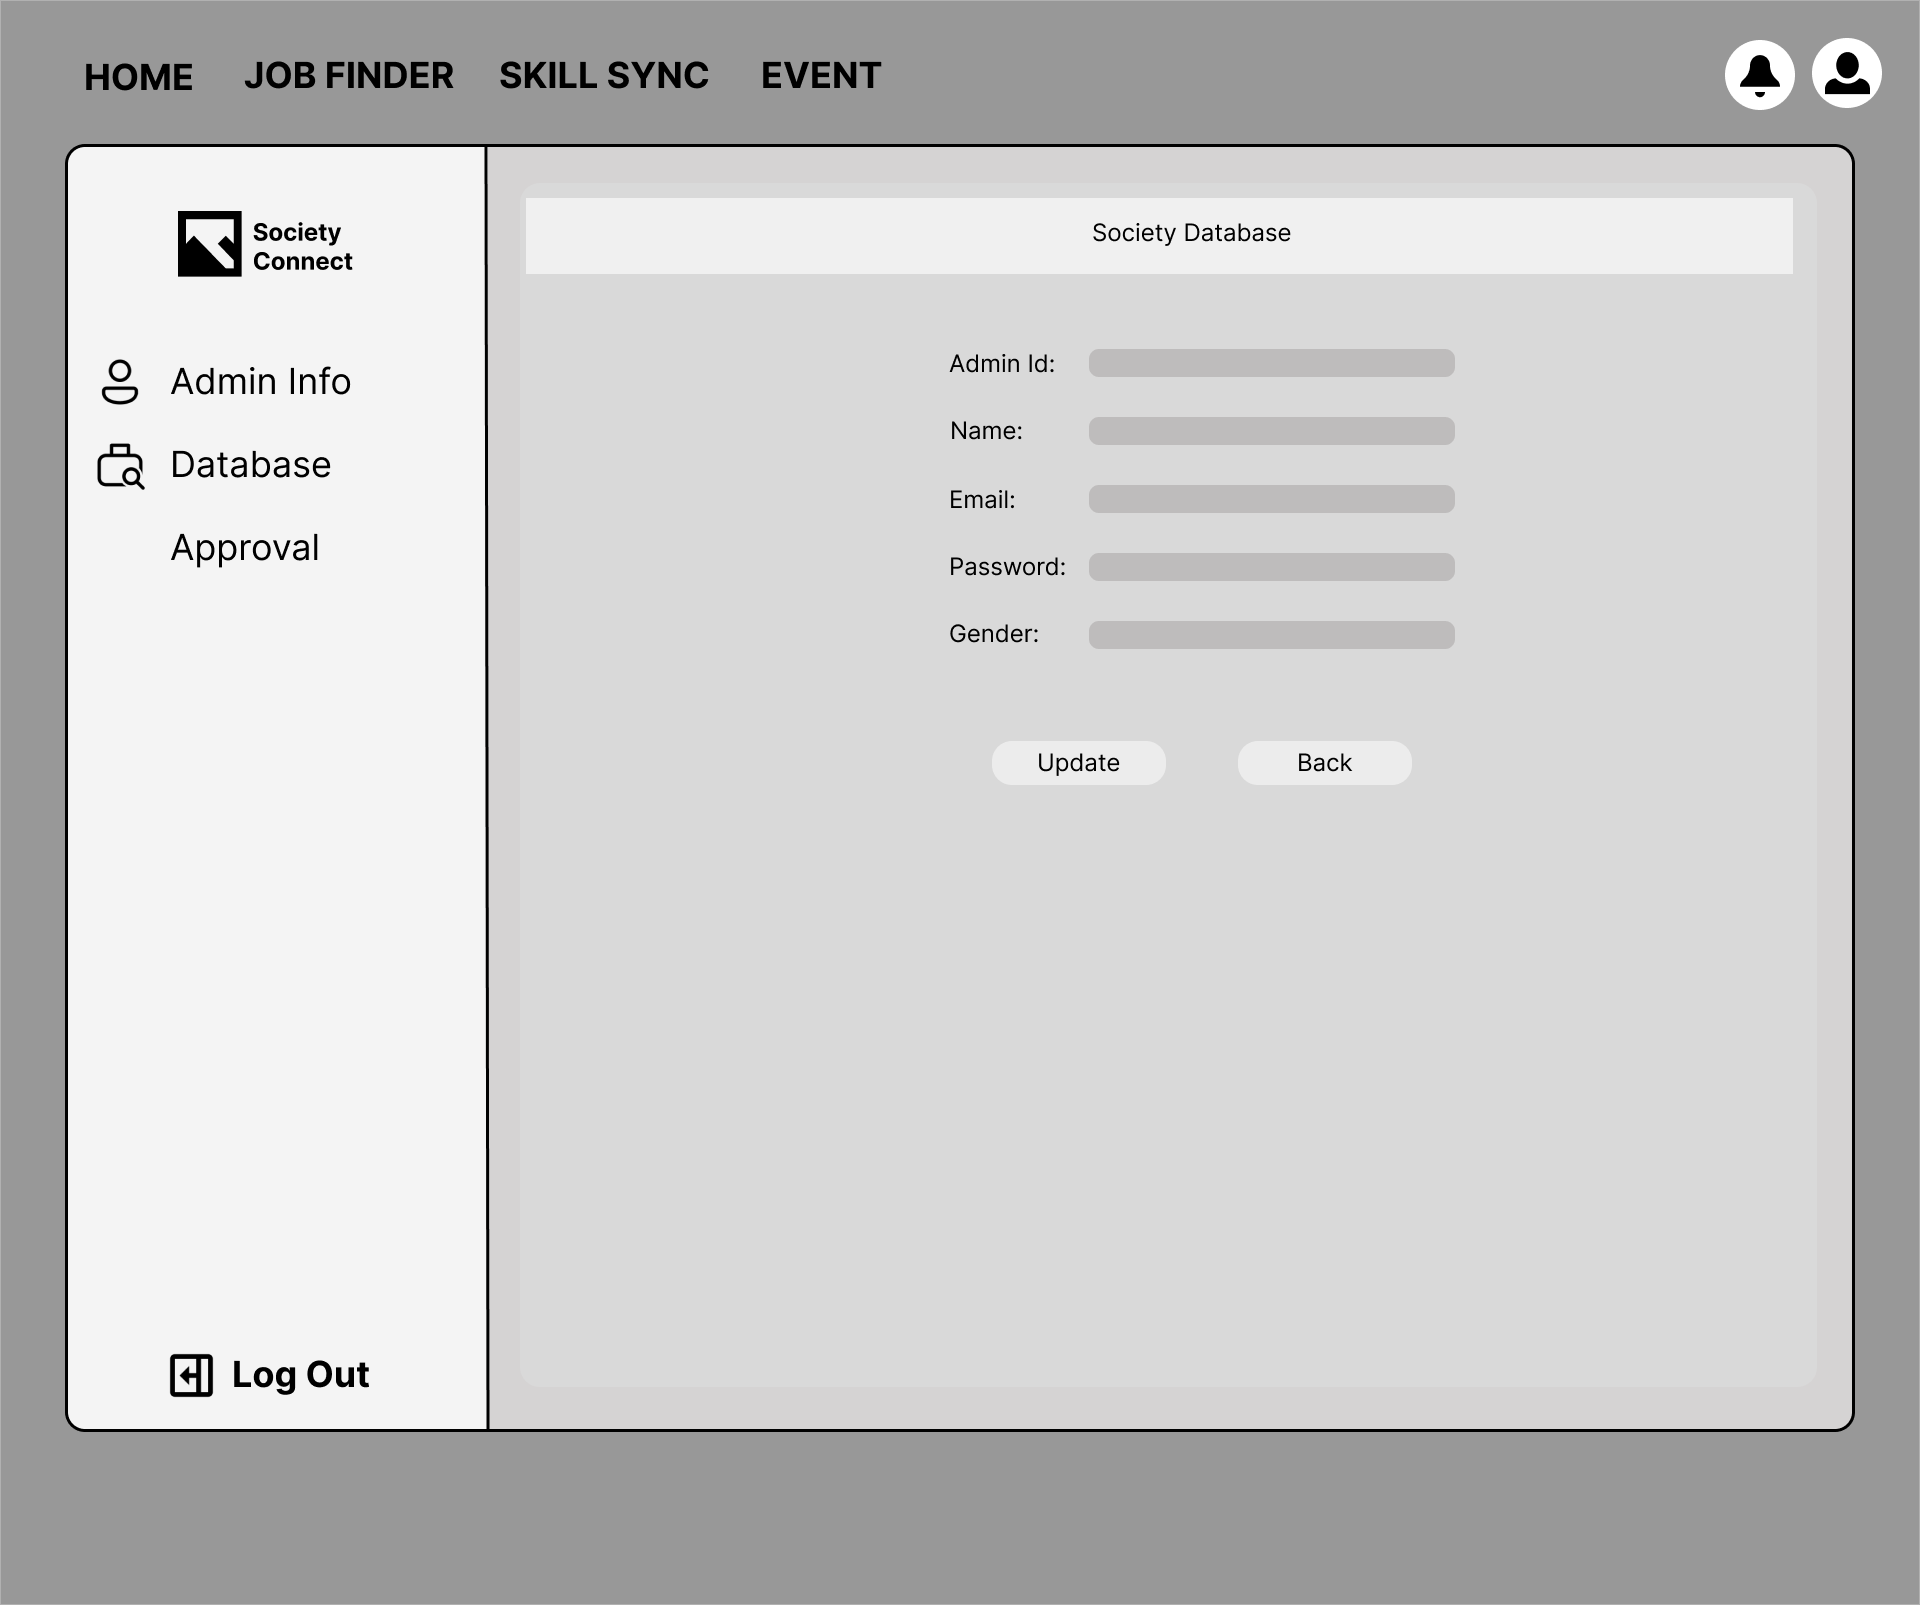 HOME
JOB FINDER
SKILL SYNC
EVENT
Society
Connect
Admin Info
Database
Approval
Log Out
Society Database
Admin Id:
Name:
Email:
Password:
Gender:
Update
Back